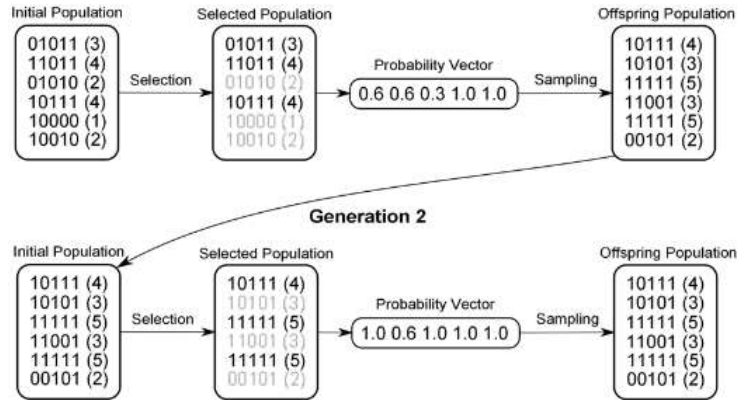 Initial Population
Selected Population
Offspring Population
01011 (3)
11011 (4)
01010 (2)
10111 (4)
10000 (1)
10010 (2)
Selection
01011 (3)
11011 (4)
01010 (2)
10111 (4)
10000 (1)
10010 (2)
Probability Vector
0.6 0.6 0.3 1.0 1.0
Sampling
10111 (4)
10101 (3)
11111 (5)
11001 (3)
11111 (5)
00101 (2)
Generation 2
Initial Population
Selected Population
Offspring Population
10111 (4)
10101 (3)
11111 (5)
11001 (3)
11111 (5)
00101 (2)
Selection
10111 (4)
10101 (3)
11111 (5)
11001 (3)
11111 (5)
00101 (2)
Probability Vector
1.0 0.6 1.0 1.0 1.0
Sampling
10111 (4)
10101 (3)
11111 (5)
11001 (3)
11111 (5)
00101 (2)